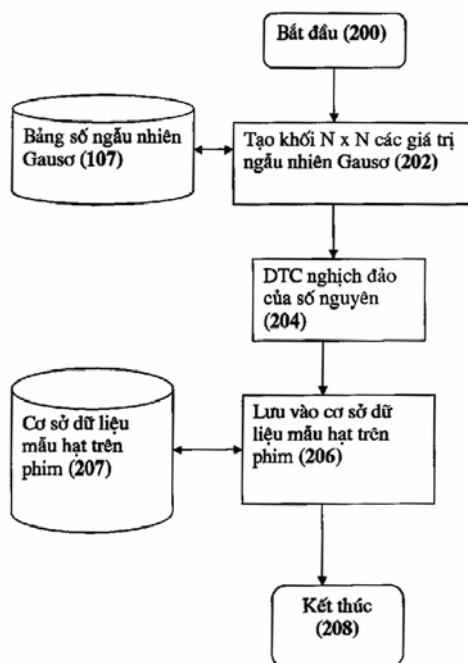 Bắt đầu (200)
Bảng số ngẫu nhiên
Gausơ (107)
Tạo khối N x N các giá trị
ngẫu nhiên Gausơ (202)
DTC nghịch đảo
của số nguyên
(204)
Cơ sở dữ liệu
mẫu hạt trên
phim (207)
Lưu vào cơ sở dữ
liệu mẫu hạt trên
phim (206)
Kết thúc
(208)